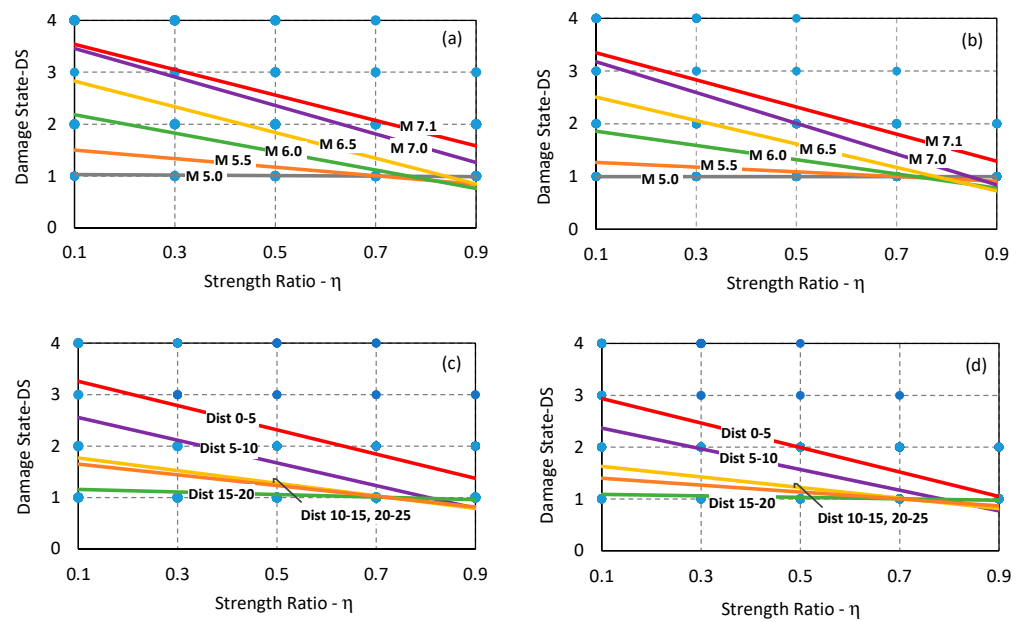 (a)
Damage State-DS
4
3
2
1
0
M 7.1
M 7.0
M 6.5
M 6.0
M 5.5
M 5.0
0.1 0.3 0.5 0.7 0.9
Strength Ratio - η
(b)
Damage State-DS
4
3
2
1
0
M 7.1
M 7.0
M 6.5
M 6.0
M 5.5
M 5.0
0.1 0.3 0.5 0.7 0.9
Strength Ratio - η
(c)
Damage State-DS
4
3
2
1
0
Dist 0-5
Dist 5-10
Dist 15-20
Dist 10-15, 20-25
0.1 0.3 0.5 0.7 0.9
Strength Ratio - η
(d)
Damage State-DS
4
3
2
1
0
Dist 0-5
Dist 5-10
Dist 15-20
Dist 10-15, 20-25
0.1 0.3 0.5 0.7 0.9
Strength Ratio - η